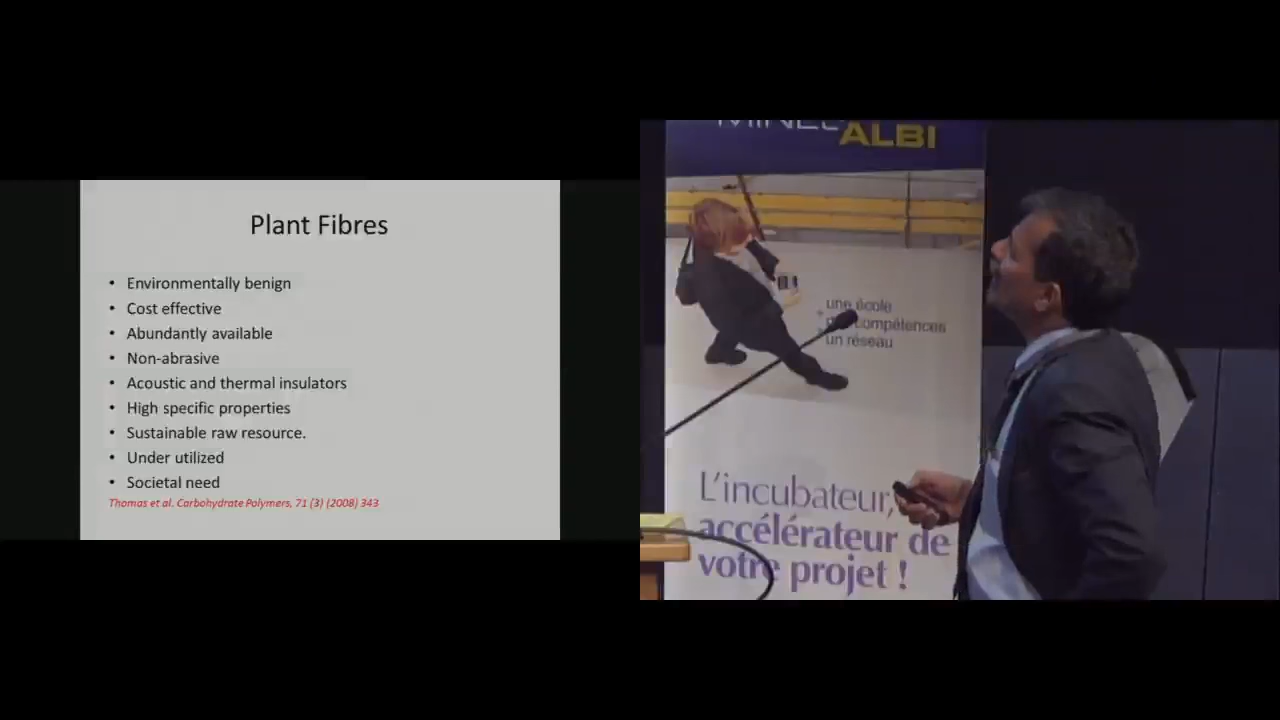 Plant Fibres
• Environmentally benign
• Cost effective
• Abundantly available
• Non-abrasive
• Acoustic and thermal insulators
• High specific properties
• Sustainable raw resource.
• Under utilized
• Societal need
Thomas et al. Carbohydrate Polymers, 71 (3) (2008) 343
ALBI
une école
compétences
un réseau
L'incubateur,
accélérateur de
votre projet !